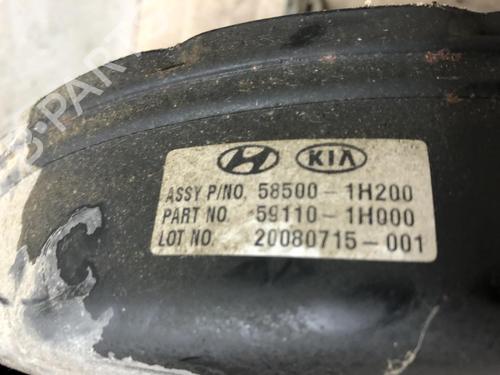 KIA
ASSY P/NO. 58500-1H200
PART NO. 59110-1H000
LOT NO. 20080715-001
C